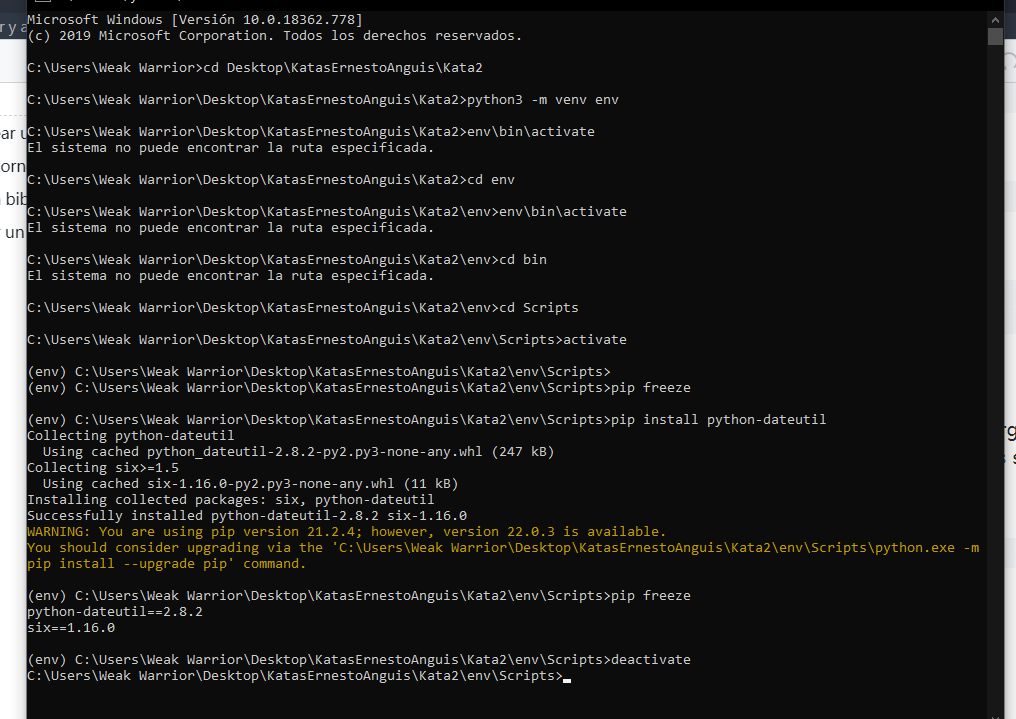 Microsoft Windows [Versión 10.0.18362.778]
(c) 2019 Microsoft Corporation. Todos los derechos reservados.
C:\Users\Weak Warrior>cd Desktop\KatasErnestoAnguis\Kata2
C:\Users\Weak Warrior\Desktop\KatasErnestoAnguis\Kata2>python3 -m venv env
C:\Users\Weak Warrior\Desktop\KatasErnestoAnguis\Kata2>env\bin\activate
El sistema no puede encontrar la ruta especificada.
C:\Users\Weak Warrior\Desktop\KatasErnestoAnguis\Kata2>cd env
C:\Users\Weak Warrior\Desktop\KatasErnestoAnguis\Kata2\env>env\bin\activate
El sistema no puede encontrar la ruta especificada.
C:\Users\Weak Warrior\Desktop\KatasErnestoAnguis\Kata2\env>cd bin
El sistema no puede encontrar la ruta especificada.
C:\Users\Weak Warrior\Desktop\KatasErnestoAnguis\Kata2\env>cd Scripts
C:\Users\Weak Warrior\Desktop\KatasErnestoAnguis\Kata2\env\Scripts>activate
(env) C:\Users\Weak Warrior\Desktop\KatasErnestoAnguis\Kata2\env\Scripts>
(env) C:\Users\Weak Warrior\Desktop\KatasErnestoAnguis\Kata2\env\Scripts>pip freeze
(env) C:\Users\Weak Warrior\Desktop\KatasErnestoAnguis\Kata2\env\Scripts>pip install python-dateutil
Collecting python-dateutil
  Using cached python_dateutil-2.8.2-py2.py3-none-any.whl (247 kB)
Collecting six>=1.5
  Using cached six-1.16.0-py2.py3-none-any.whl (11 kB)
Installing collected packages: six, python-dateutil
Successfully installed python-dateutil-2.8.2 six-1.16.0
WARNING: You are using pip version 21.2.4; however, version 22.0.3 is available.
You should consider upgrading via the 'C:\Users\Weak Warrior\Desktop\KatasErnestoAnguis\Kata2\env\Scripts\python.exe -m
pip install --upgrade pip' command.
(env) C:\Users\Weak Warrior\Desktop\KatasErnestoAnguis\Kata2\env\Scripts>pip freeze
python-dateutil==2.8.2
six==1.16.0
(env) C:\Users\Weak Warrior\Desktop\KatasErnestoAnguis\Kata2\env\Scripts>deactivate
C:\Users\Weak Warrior\Desktop\KatasErnestoAnguis\Kata2\env\Scripts>